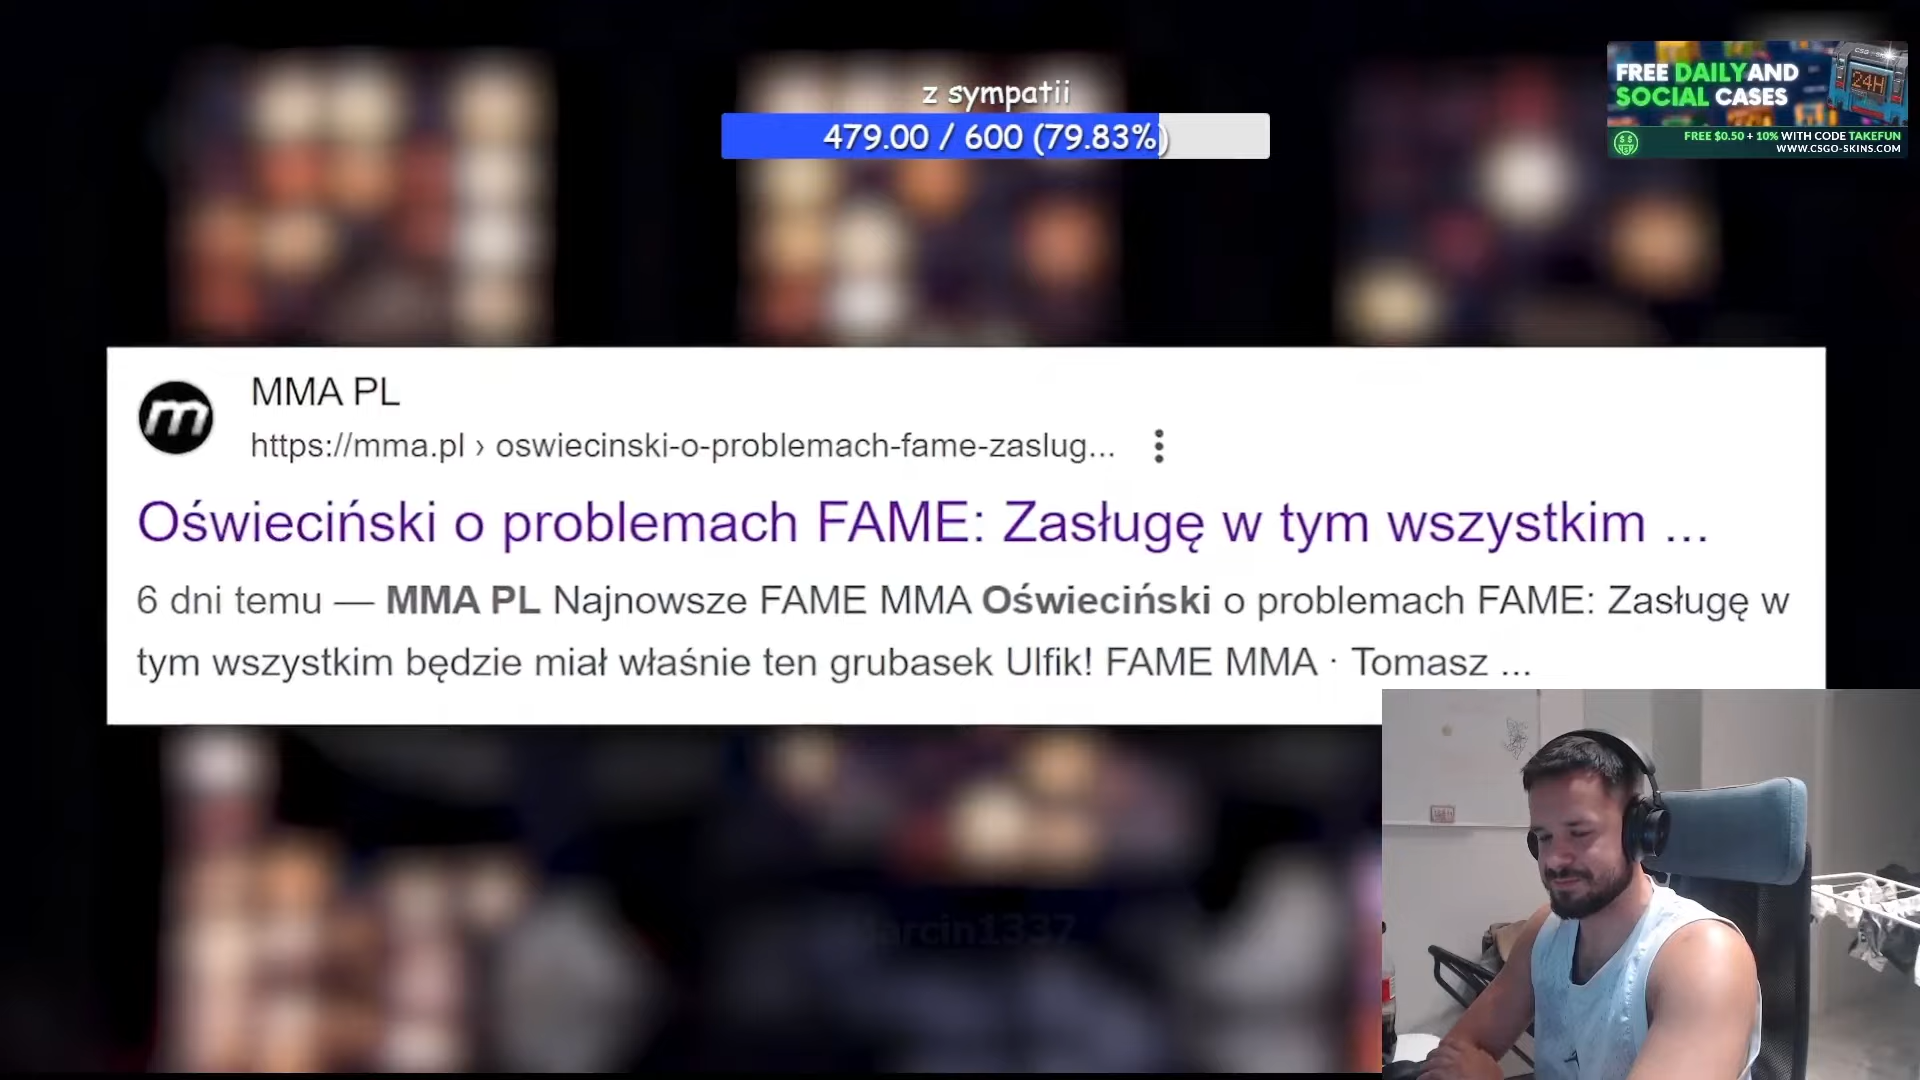 z sympatii
479.00 / 600 (79.83%)
FREE DAILY AND
SOCIAL CASES
24H
FREE $0.50 + 10% WITH CODE TAKEFUN
WWW.CSGO-SKINS.COM
MMA PL
https://mma.pl › oswiecinski-o-problemach-fame-zaslug...
Oświeciński o problemach FAME: Zasługę w tym wszystkim ...
6 dni temu — MMA PL Najnowsze FAME MMA Oświeciński o problemach FAME: Zasługę w
tym wszystkim będzie miał właśnie ten grubasek Ulfik! FAME MMA · Tomasz ...